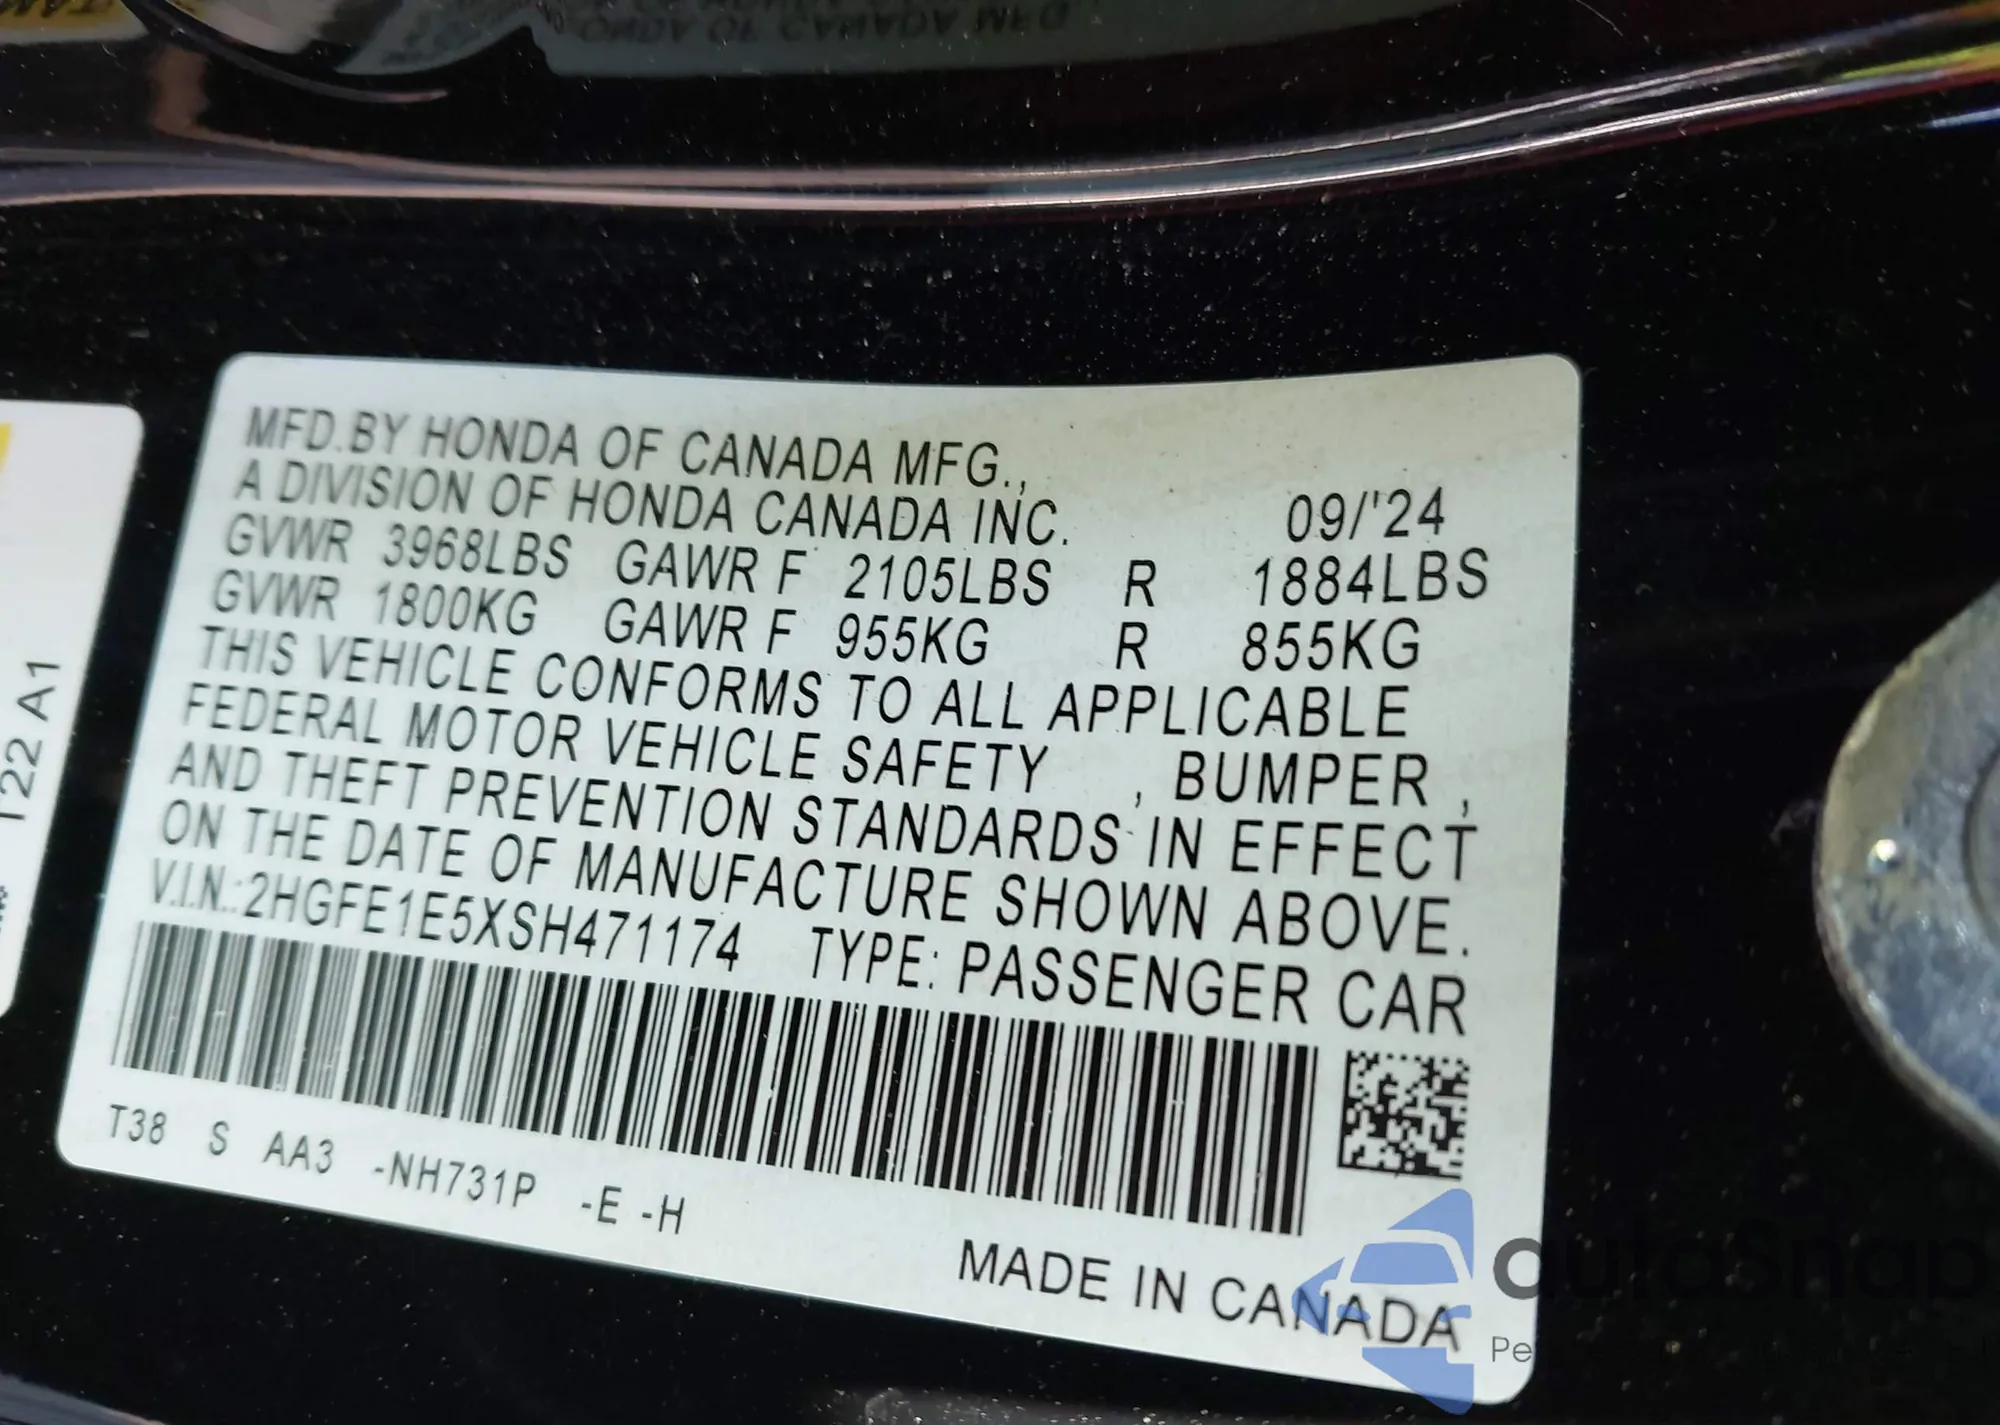 MFD.BY HONDA OF CANADA MFG.,
A DIVISION OF HONDA CANADA INC. 09/'24
GVWR 3968LBS GAWR F 2105LBS R 1884LBS
GVWR 1800KG GAWR F 955KG R 855KG
THIS VEHICLE CONFORMS TO ALL APPLICABLE
FEDERAL MOTOR VEHICLE SAFETY , BUMPER ,
AND THEFT PREVENTION STANDARDS IN EFFECT
ON THE DATE OF MANUFACTURE SHOWN ABOVE.
V.I.N.:2HGFE1E5XSH471174 TYPE: PASSENGER CAR
T38 S AA3 -NH731P -E -H
MADE IN CANADA
T22 A1
autoSnap